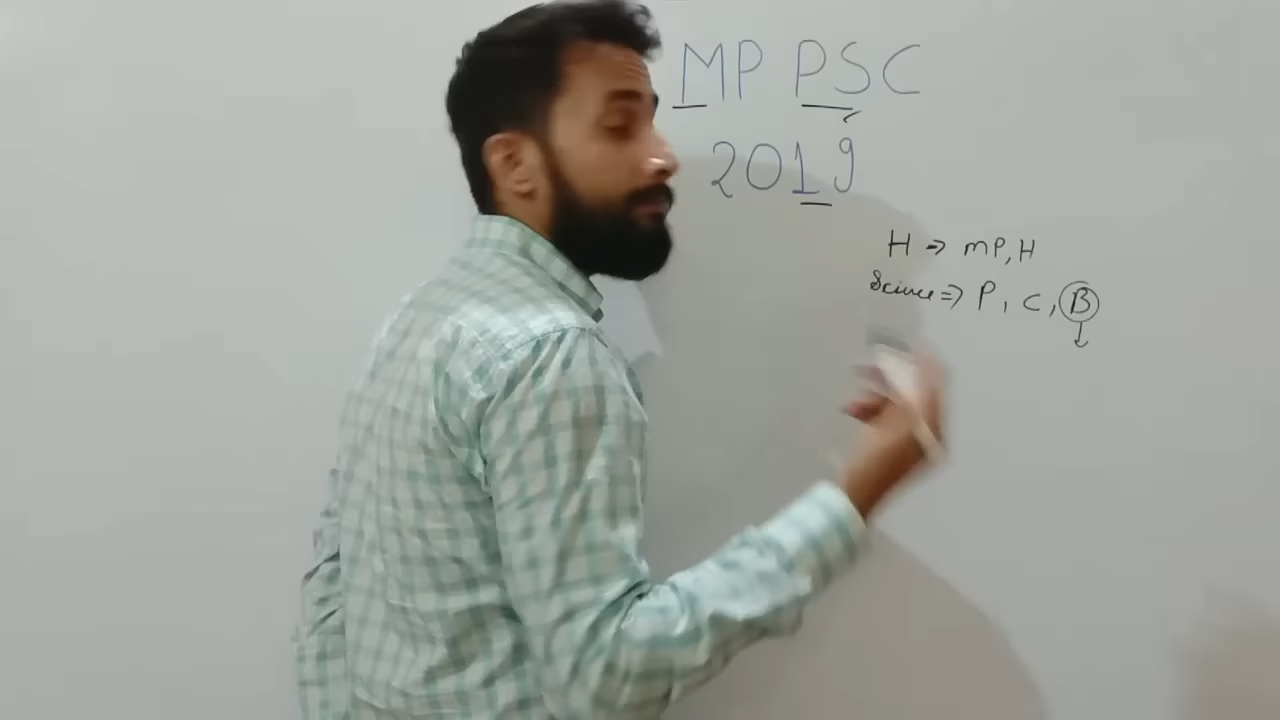 MP PSC
2019
H → MP, H
Science ⇒ P, C, B